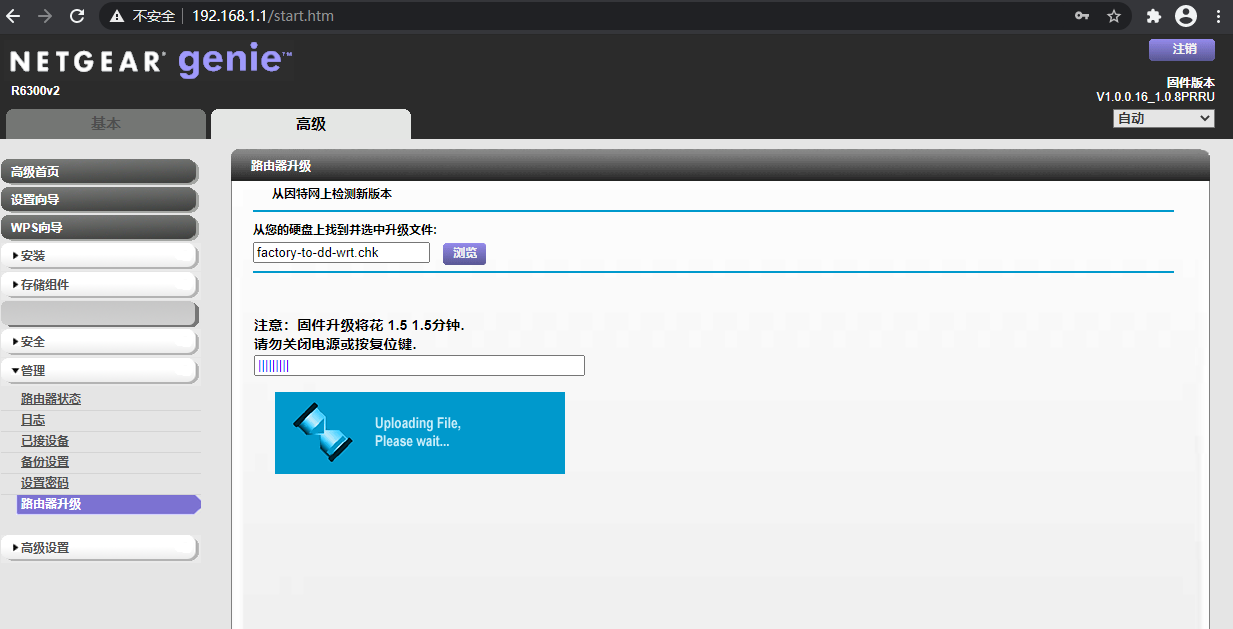 不安全 192.168.1.1/start.htm
NETGEAR® genie™
R6300v2
注销
固件版本
V1.0.0.16_1.0.8PRRU
自动
基本
高级
高级首页
设置向导
WPS向导
安装
存储组件
安全
管理
路由器状态
日志
已接设备
备份设置
设置密码
路由器升级
高级设置
路由器升级
从因特网上检测新版本
从您的硬盘上找到并选中升级文件:
factory-to-dd-wrt.chk
浏览
注意：固件升级将花 1.5 1.5分钟.
请勿关闭电源或按复位键.
Uploading File,
Please wait...